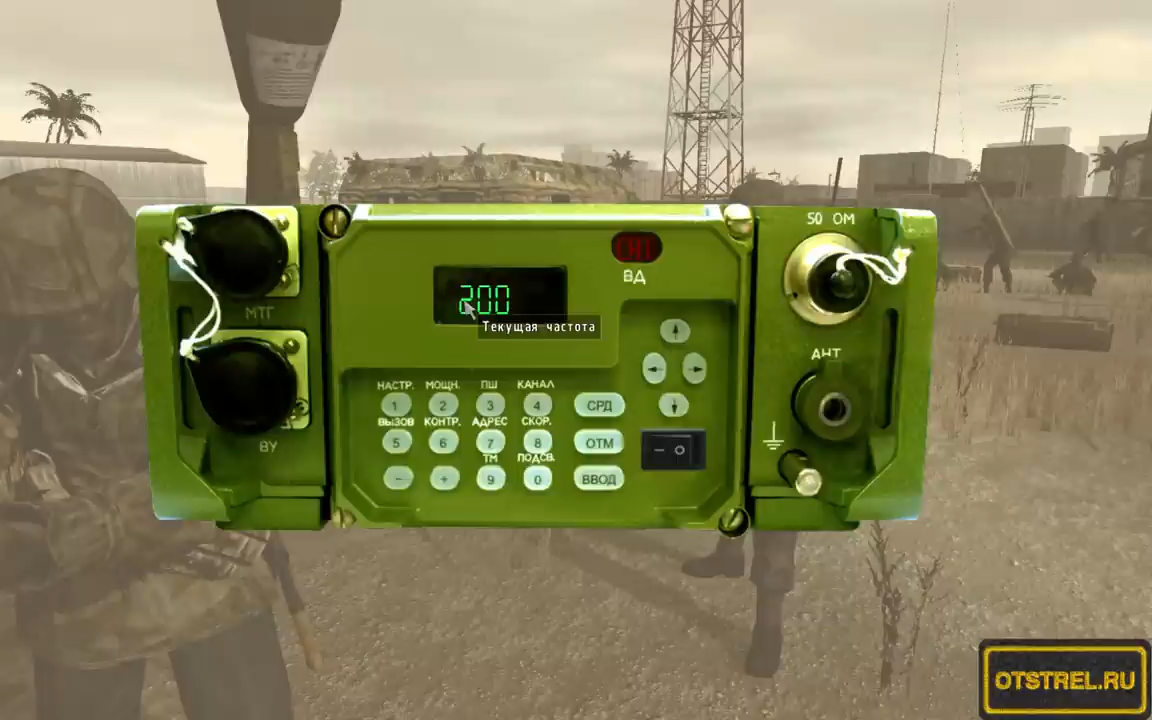 50 ОМ
ОП
ВД
200
Текущая частота
МТГ
АНТ
НАСТР. МОЩН. ПШ КАНАЛ
1 2 3 4 СРД
ВЫЗОВ КОНТР. АДРЕС СКОР.
5 6 7 8 ОТМ
ТМ ПОДСВ.
− + 9 0 ВВОД
ВУ
− O
OTSTREL.RU